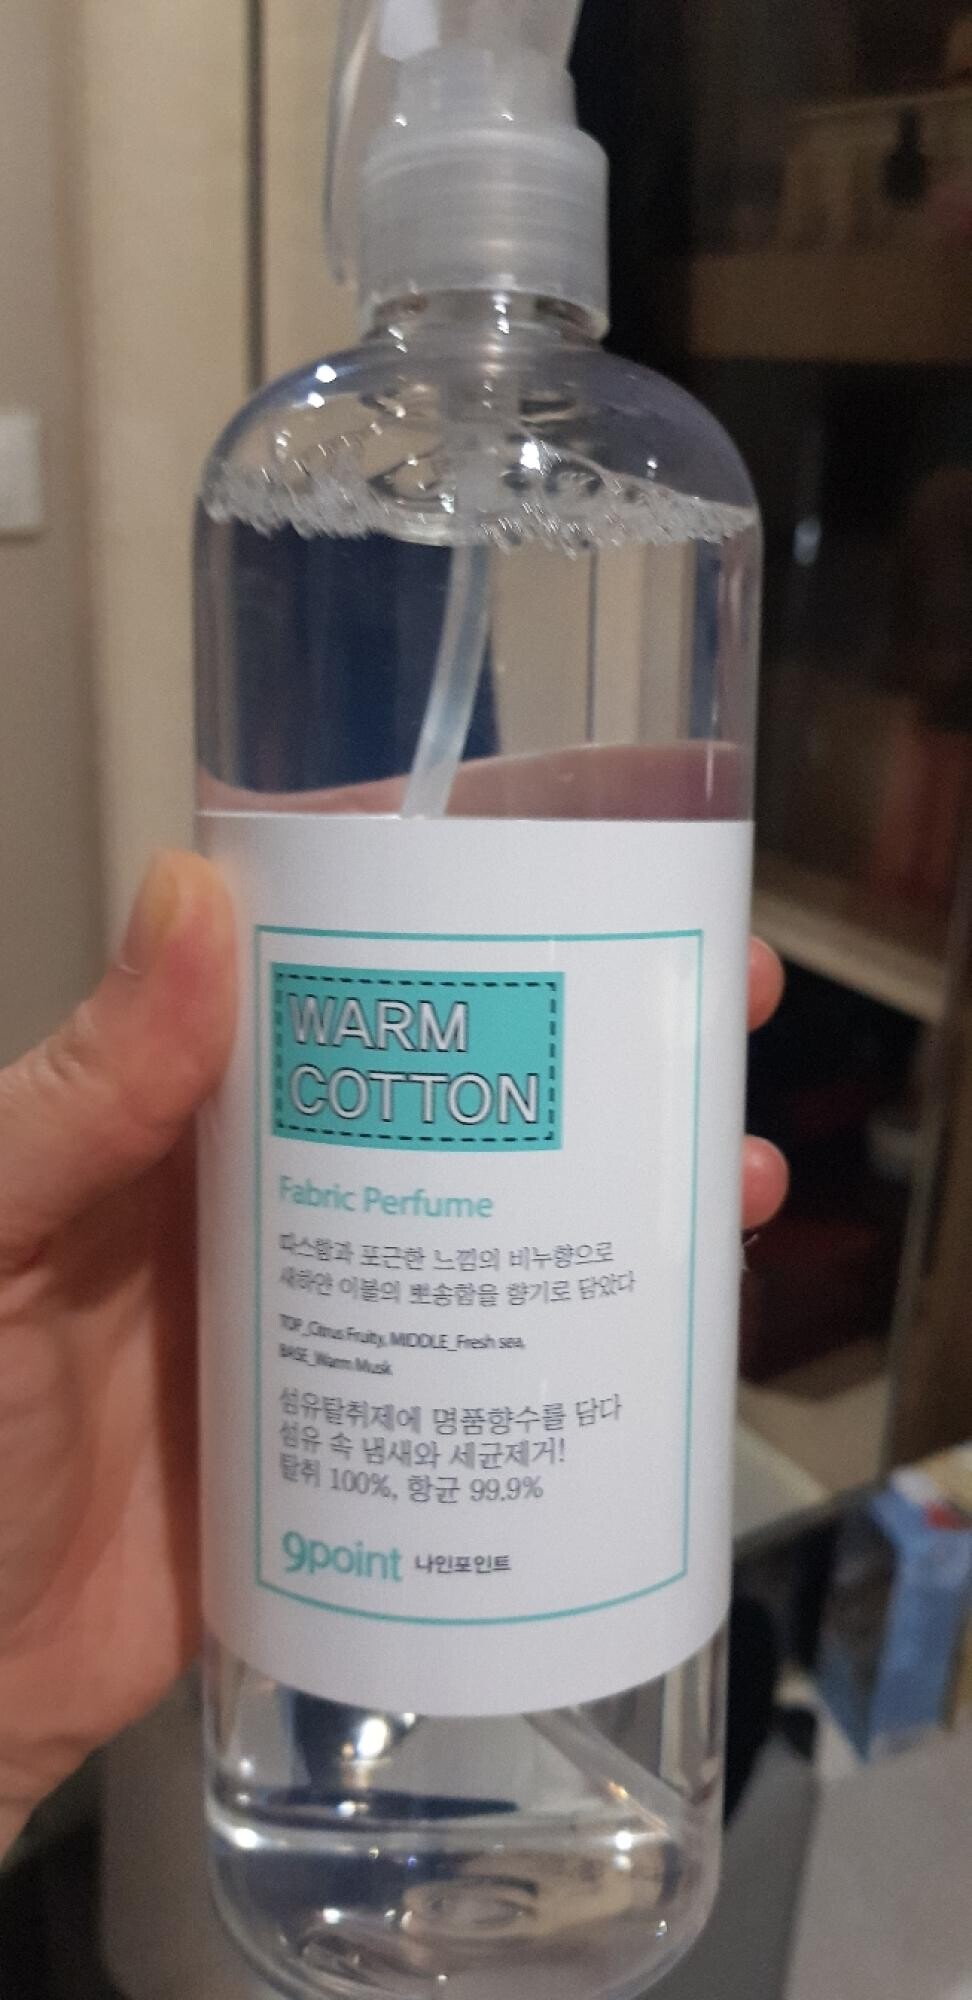 WARM
COTTON
Fabric Perfume
따스함과 포근한 느낌의 비누향으로
새하얀 이불의 뽀송함을 향기로 담았다
TOP_Citrus Fruity, MIDDLE_Fresh sea,
BASE_Warm Musk
섬유탈취제에 명품향수를 담다
섬유 속 냄새와 세균제거!
탈취 100%, 항균 99.9%
9point 나인포인트